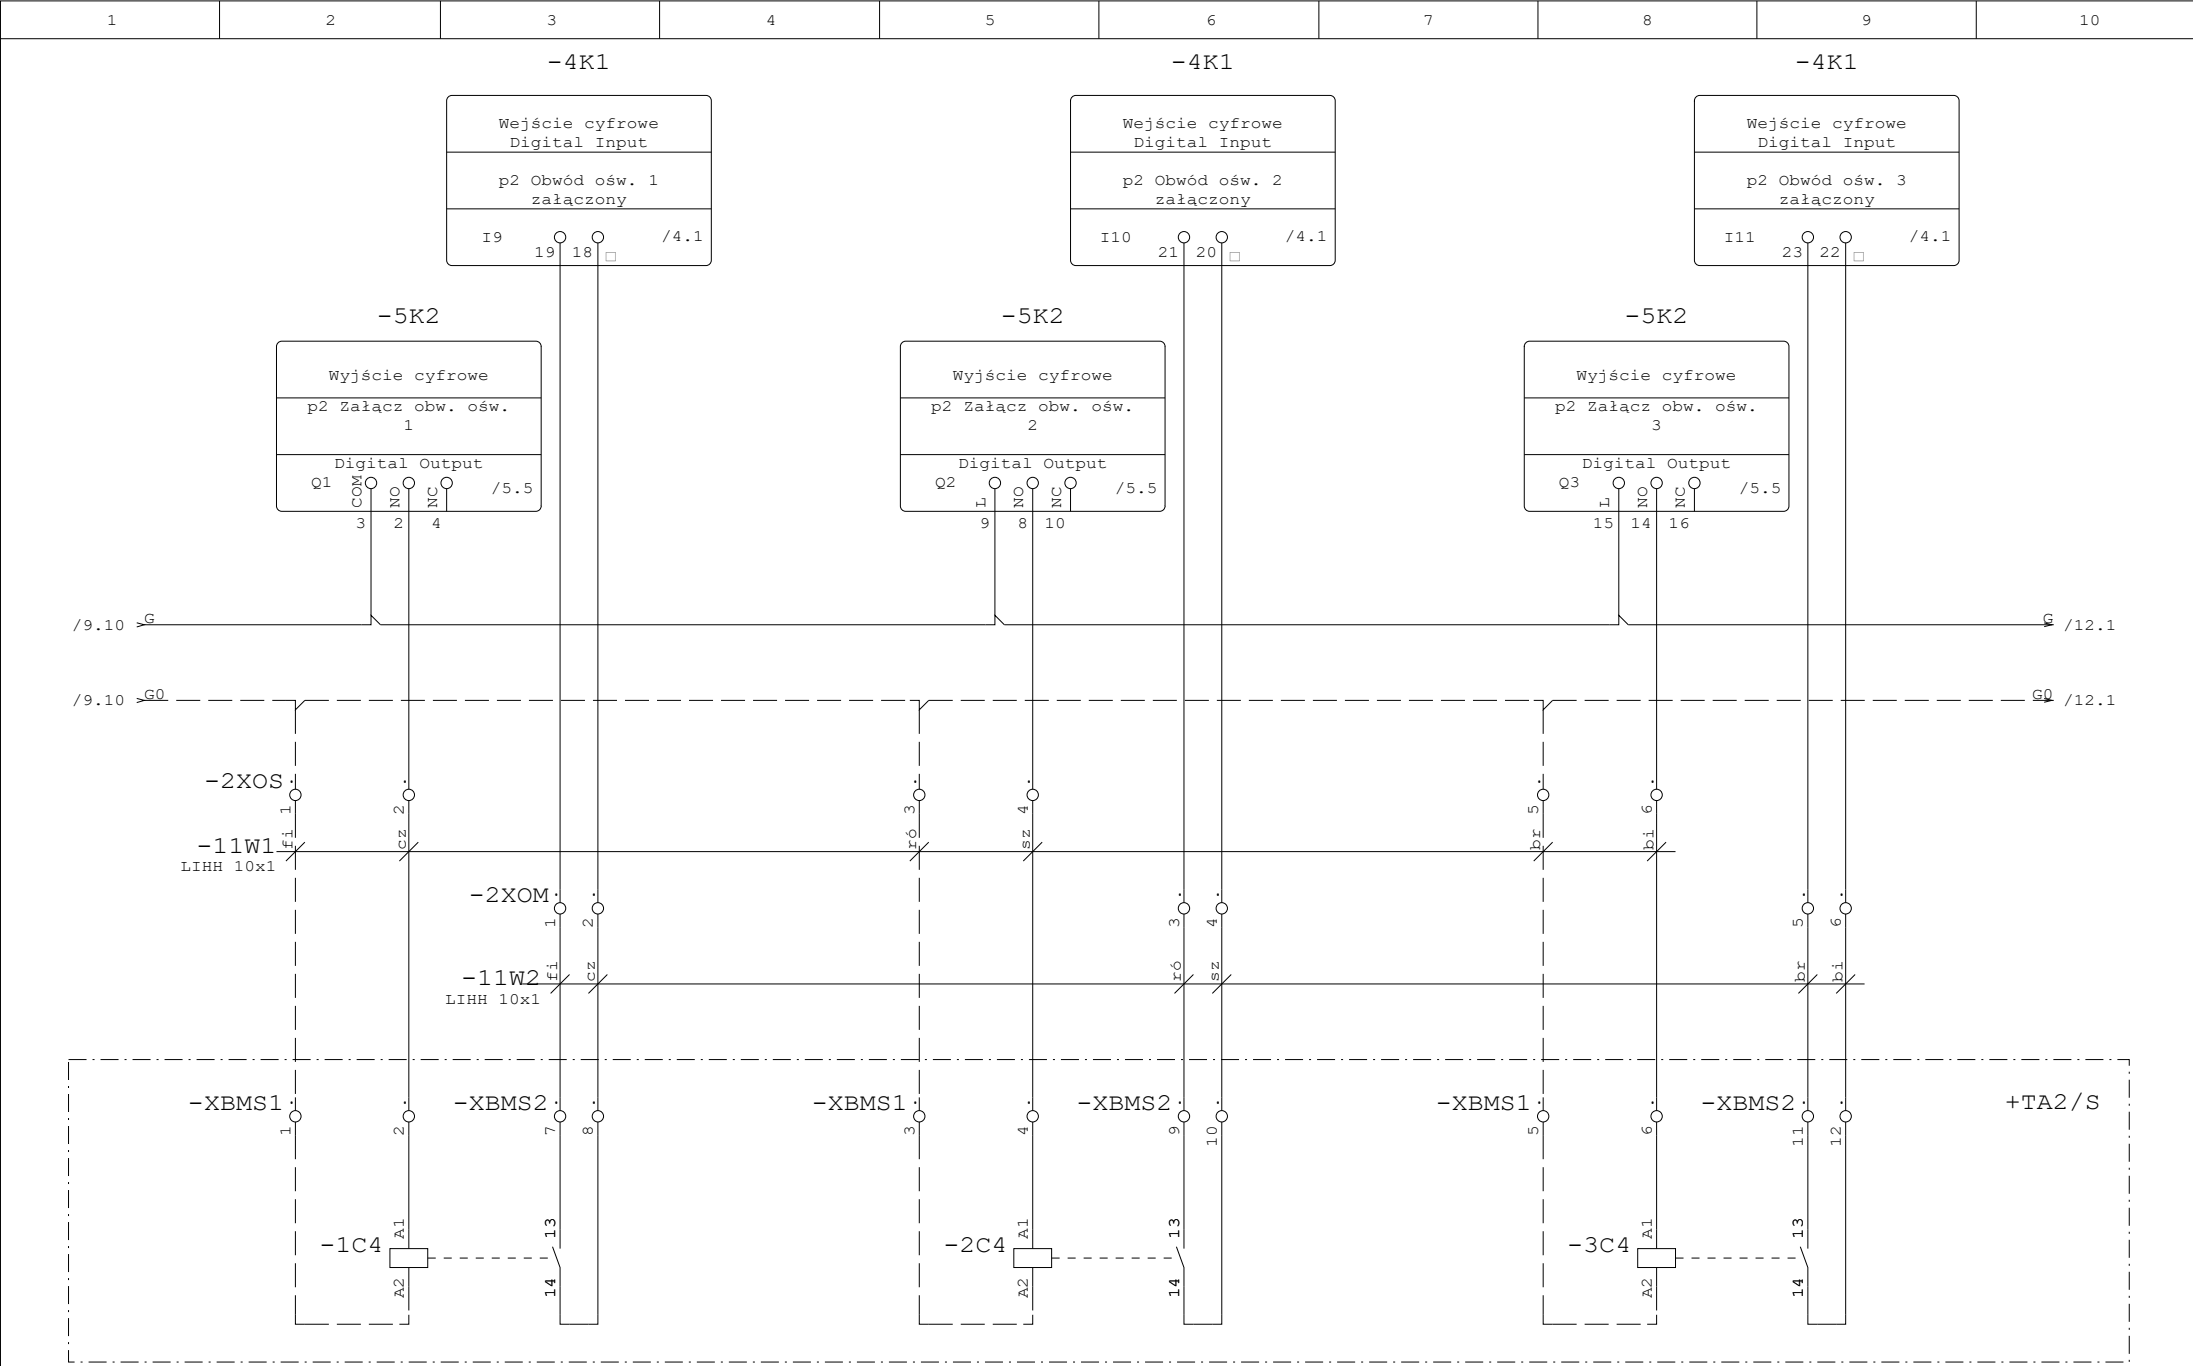 1 2 3 4 5 6 7 8 9 10
-4K1 -4K1 -4K1
Wejście cyfrowe
Digital Input
p2 Obwód ośw. 1
załączony
I9 19 18 /4.1
Wejście cyfrowe
Digital Input
p2 Obwód ośw. 2
załączony
I10 21 20 /4.1
Wejście cyfrowe
Digital Input
p2 Obwód ośw. 3
załączony
I11 23 22 /4.1
-5K2 -5K2 -5K2
Wyjście cyfrowe
p2 Załącz obw. ośw.
1
Digital Output
Q1 COM NO NC /5.5
3 2 4
Wyjście cyfrowe
p2 Załącz obw. ośw.
2
Digital Output
Q2 L NO NC /5.5
9 8 10
Wyjście cyfrowe
p2 Załącz obw. ośw.
3
Digital Output
Q3 L NO NC /5.5
15 14 16
/9.10 G G /12.1
/9.10 G0 G0 /12.1
-2XOS 1 2 3 4 5 6
-11W1 fi cz ró sz br bi
LIHH 10x1
-2XOM 1 2 3 4 5 6
-11W2 fi cz ró sz br bi
LIHH 10x1
-XBMS1 -XBMS2 -XBMS1 -XBMS2 -XBMS1 -XBMS2 +TA2/S
1 2 7 8 3 4 9 10 5 6 11 12
A1 13 A1 13 A1 13
-1C4 -2C4 -3C4
A2 14 A2 14 A2 14